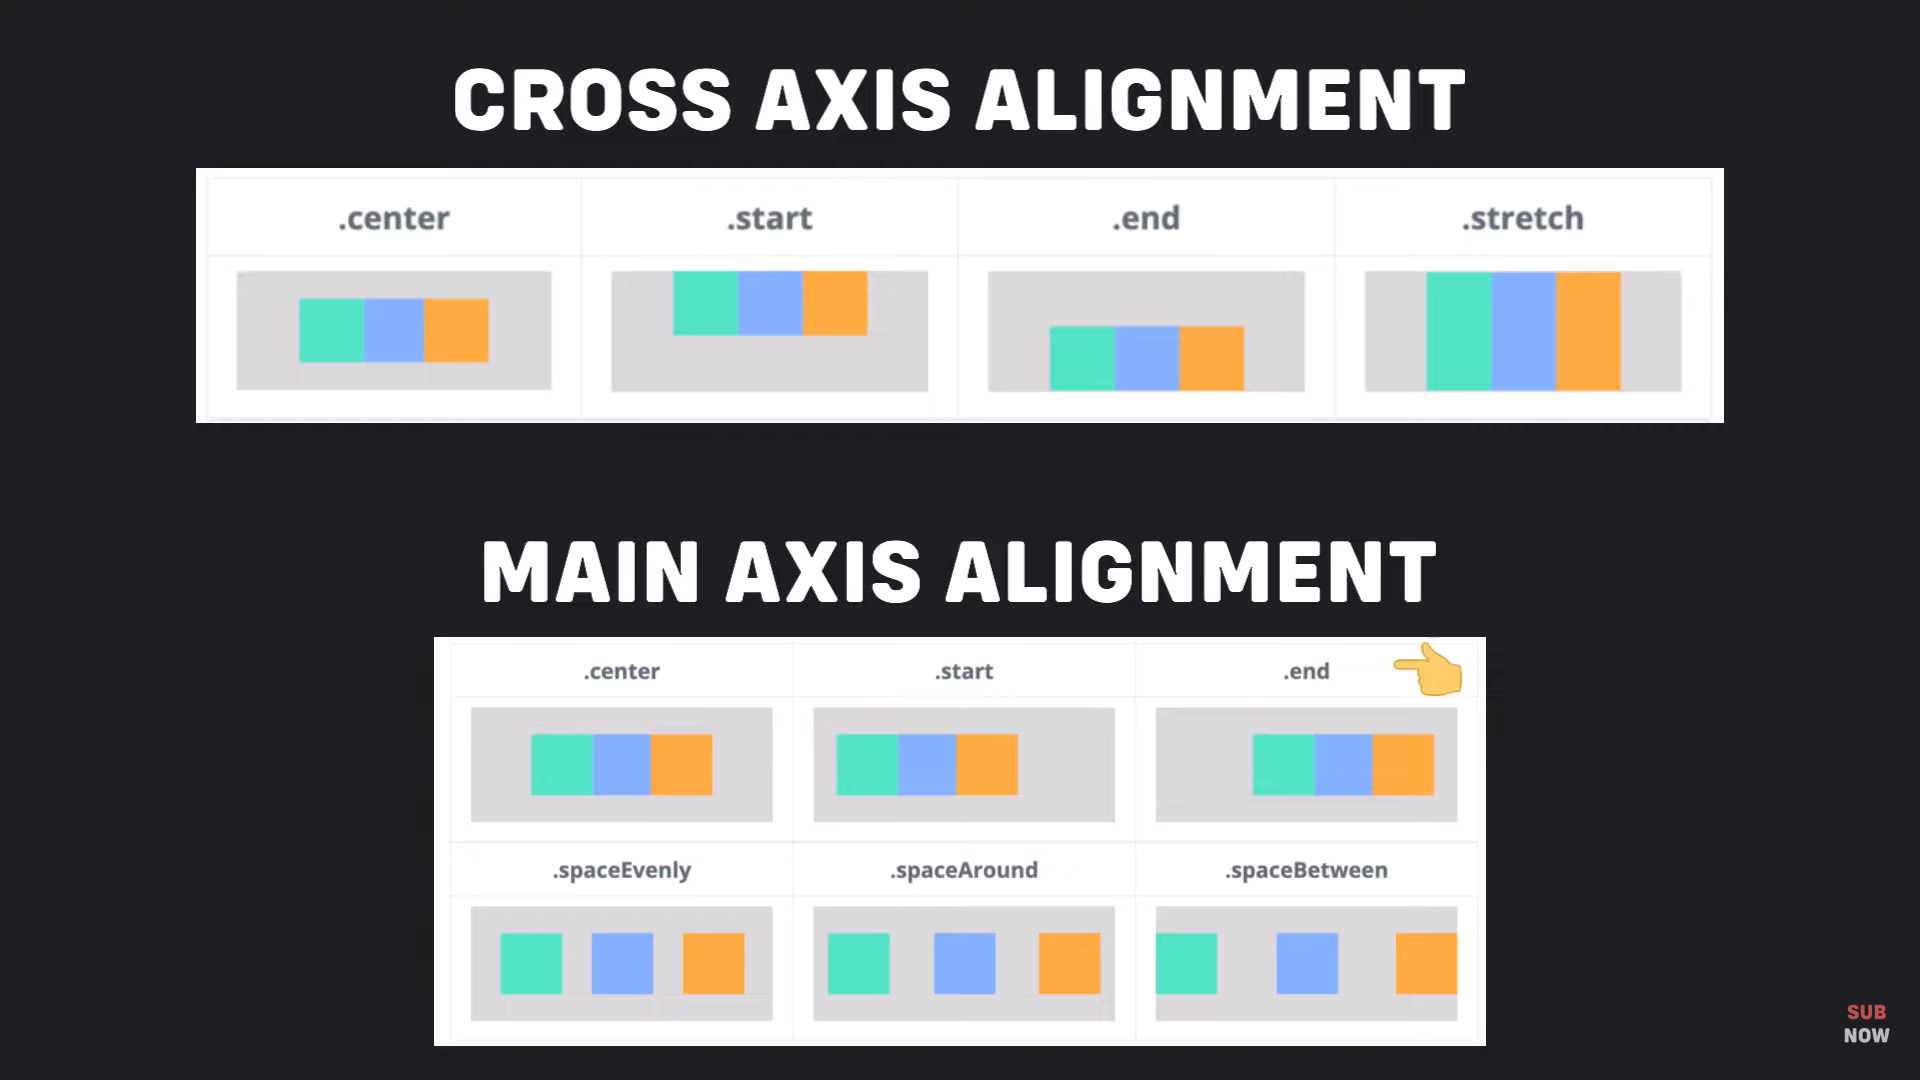 CROSS AXIS ALIGNMENT
.center .start .end .stretch
MAIN AXIS ALIGNMENT
.center .start .end
.spaceEvenly .spaceAround .spaceBetween
SUB
NOW